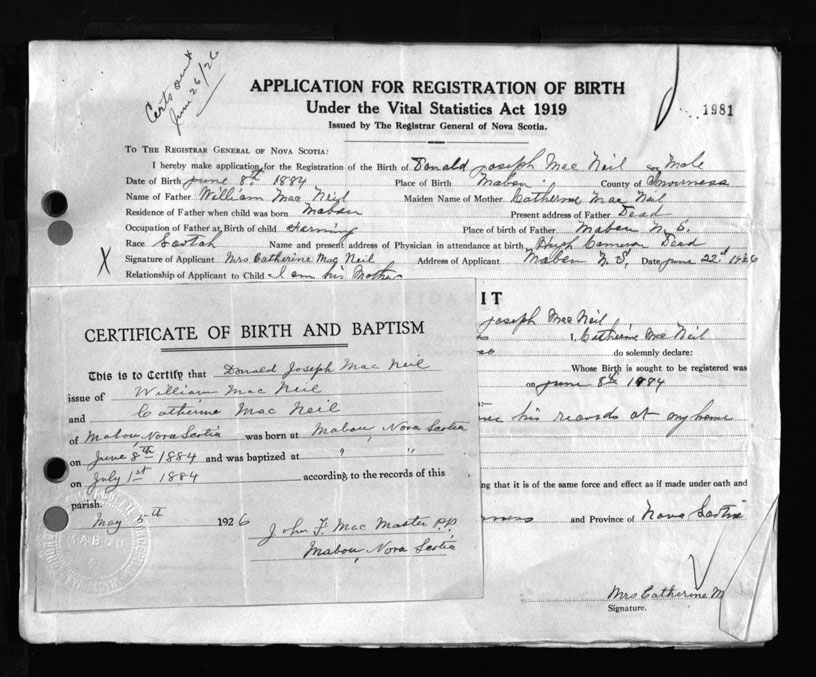 Certs sent
June 26/26
APPLICATION FOR REGISTRATION OF BIRTH
Under the Vital Statistics Act 1919
Issued by The Registrar General of Nova Scotia.
1981
To The Registrar General of Nova Scotia:
I hereby make application for the Registration of the Birth of Donald Joseph Mac Neil Male
Date of Birth June 8th 1884 Place of Birth Mabou County of Inverness
Name of Father William Mac Neil Maiden Name of Mother Catherine Mac Neil
Residence of Father when child was born Mabou Present address of Father Dead
Occupation of Father at Birth of child Farming Place of birth of Father Mabou N. S.
Race Scotch Name and present address of Physician in attendance at birth Hugh Cameron Dead
X Signature of Applicant Mrs Catherine Mac Neil Address of Applicant Mabou N. S. Date June 22nd 1926
Relationship of Applicant to Child I am his Mother
IT
Joseph Mac Neil
I, Catherine Mac Neil
do solemnly declare:
Whose Birth is sought to be registered was
on June 8th 1884
his records at my home
ing that it is of the same force and effect as if made under oath and
and Province of Nova Scotia
Mrs Catherine M
Signature.
CERTIFICATE OF BIRTH AND BAPTISM
This is to Certify that Donald Joseph Mac Neil
issue of William Mac Neil
and Catherine Mac Neil
of Mabou, Nova Scotia was born at Mabou, Nova Scotia
on June 8th 1884 and was baptized at " "
on July 1st 1884 according to the records of this
parish.
May 1926
John F. Mac Master P.P.
Mabou, Nova Scotia
MABOU